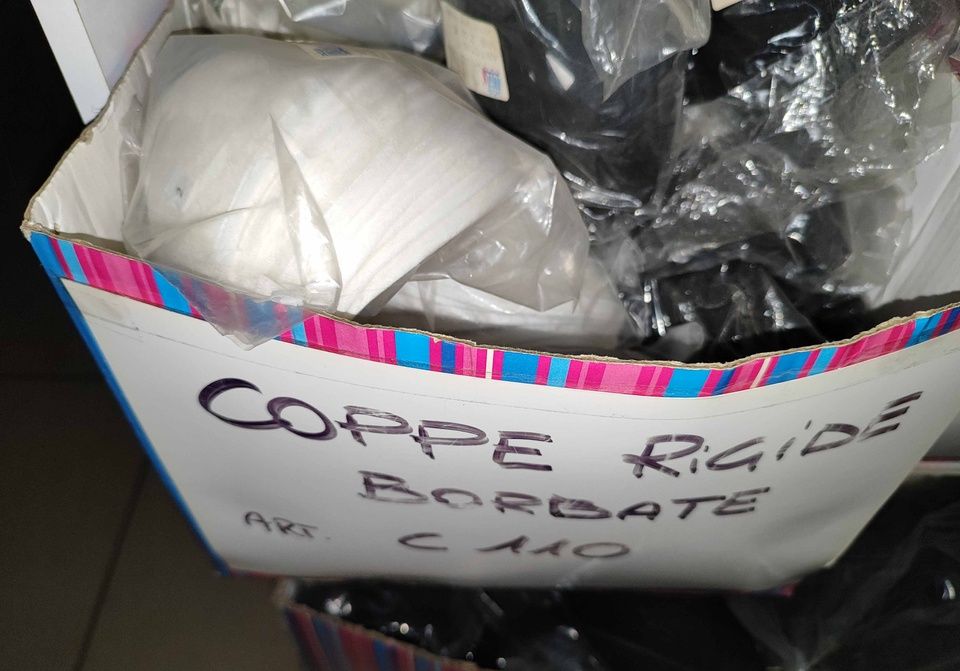 COPPE RiGiDE
BORBATE
ART. C 110